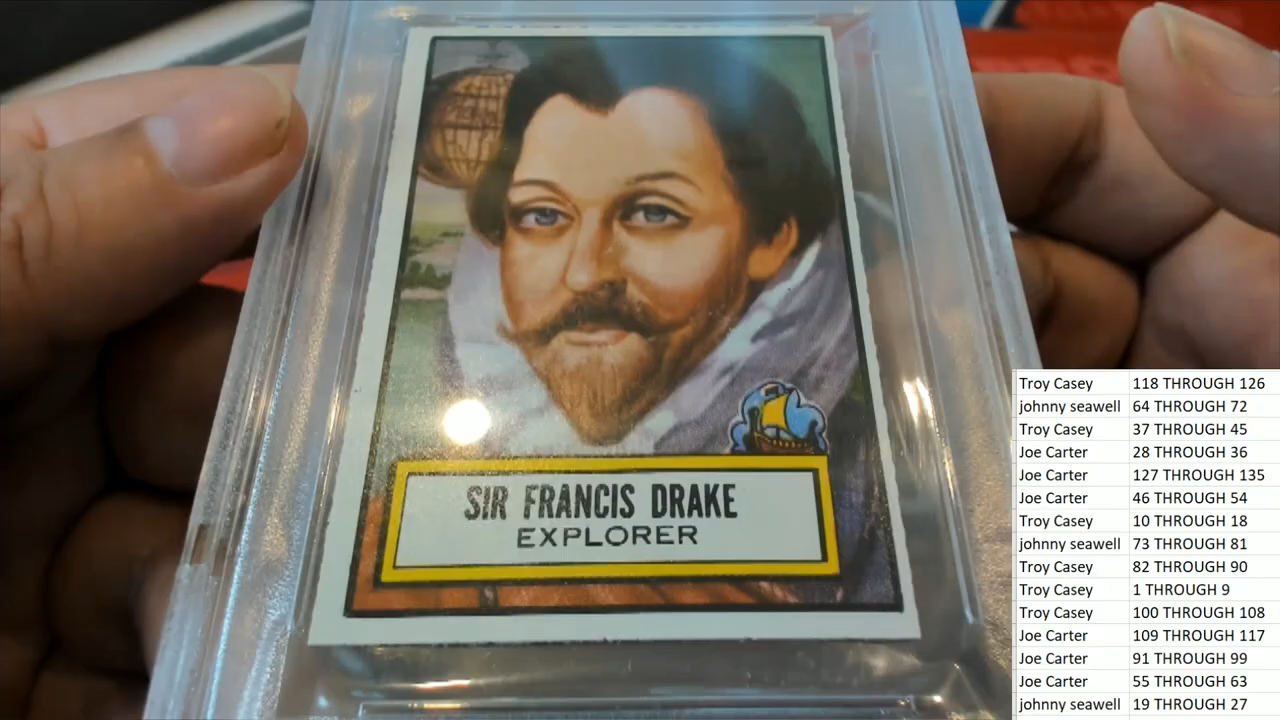 SIR FRANCIS DRAKE
EXPLORER
Troy Casey 118 THROUGH 126
johnny seawell 64 THROUGH 72
Troy Casey 37 THROUGH 45
Joe Carter 28 THROUGH 36
Joe Carter 127 THROUGH 135
Joe Carter 46 THROUGH 54
Troy Casey 10 THROUGH 18
johnny seawell 73 THROUGH 81
Troy Casey 82 THROUGH 90
Troy Casey 1 THROUGH 9
Troy Casey 100 THROUGH 108
Joe Carter 109 THROUGH 117
Joe Carter 91 THROUGH 99
Joe Carter 55 THROUGH 63
johnny seawell 19 THROUGH 27